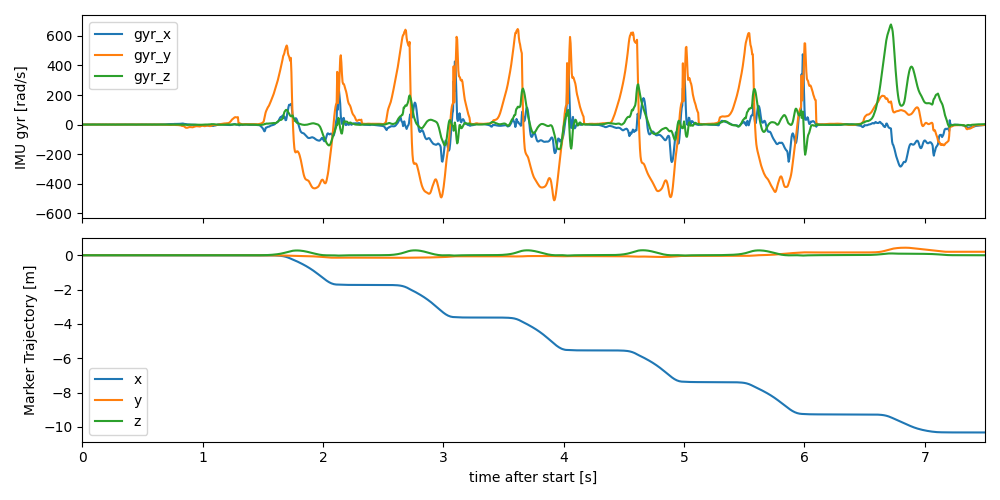 IMU gyr [rad/s]
600
400
200
0
−200
−400
−600
gyr_x
gyr_y
gyr_z
Marker Trajectory [m]
0
−2
−4
−6
−8
−10
x
y
z
0 1 2 3 4 5 6 7
time after start [s]